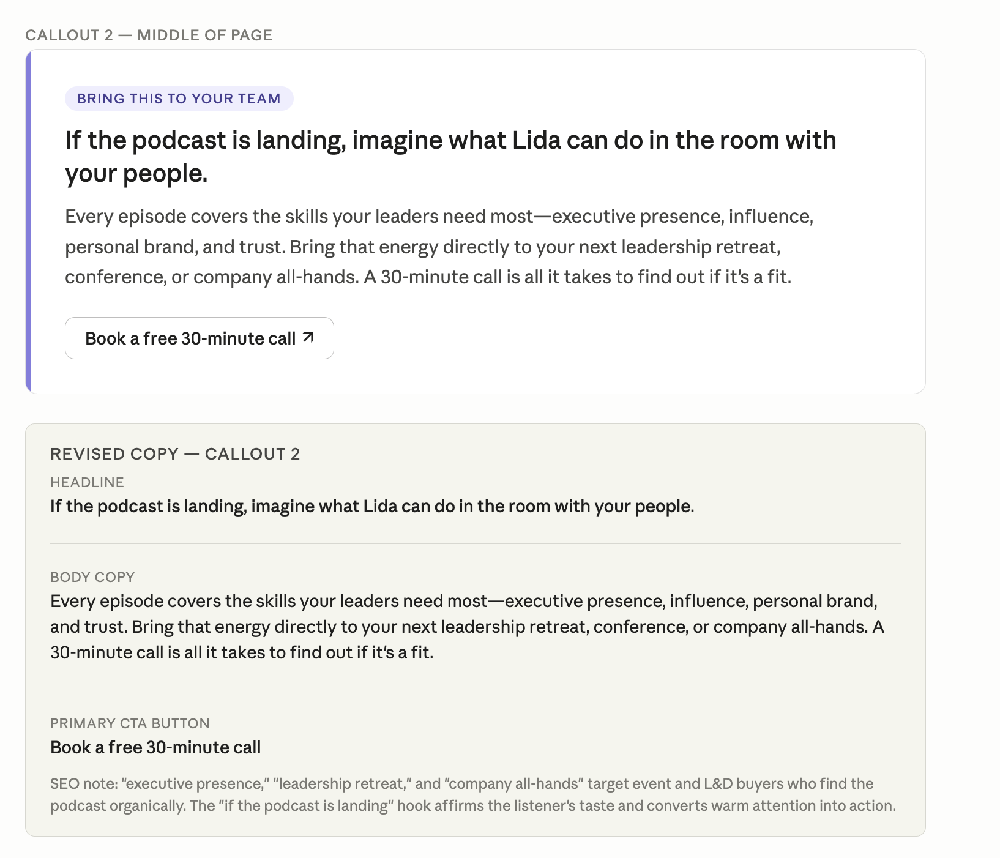 CALLOUT 2 — MIDDLE OF PAGE
BRING THIS TO YOUR TEAM
If the podcast is landing, imagine what Lida can do in the room with
your people.
Every episode covers the skills your leaders need most—executive presence, influence,
personal brand, and trust. Bring that energy directly to your next leadership retreat,
conference, or company all-hands. A 30-minute call is all it takes to find out if it's a fit.
Book a free 30-minute call ↗
REVISED COPY — CALLOUT 2
HEADLINE
If the podcast is landing, imagine what Lida can do in the room with your people.
BODY COPY
Every episode covers the skills your leaders need most—executive presence, influence, personal brand,
and trust. Bring that energy directly to your next leadership retreat, conference, or company all-hands. A
30-minute call is all it takes to find out if it's a fit.
PRIMARY CTA BUTTON
Book a free 30-minute call
SEO note: "executive presence," "leadership retreat," and "company all-hands" target event and L&D buyers who find the
podcast organically. The "if the podcast is landing" hook affirms the listener's taste and converts warm attention into action.